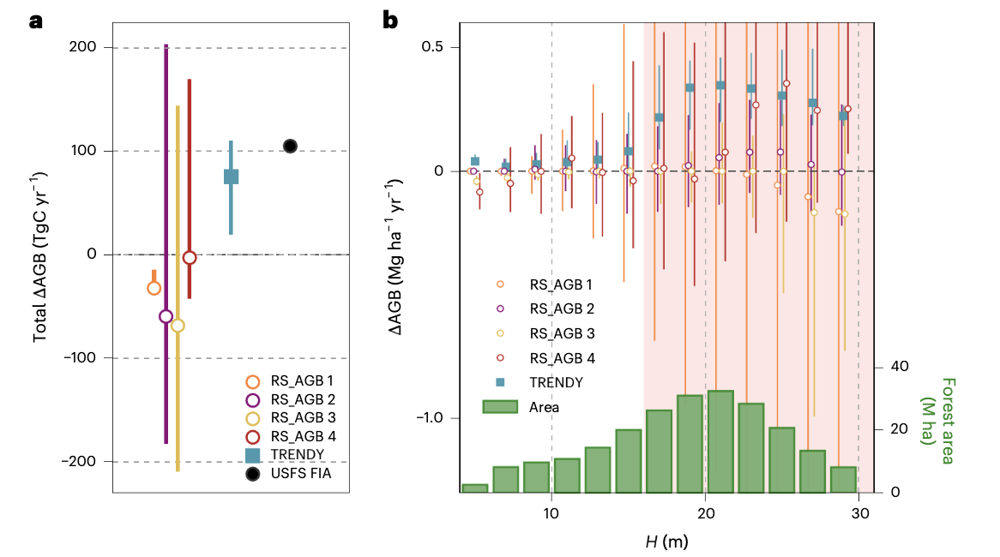 a
200
100
0
−100
−200
Total ΔAGB (TgC yr⁻¹)
RS_AGB 1
RS_AGB 2
RS_AGB 3
RS_AGB 4
TRENDY
USFS FIA
b
0.5
0
−1.0
ΔAGB (Mg ha⁻¹ yr⁻¹)
RS_AGB 1
RS_AGB 2
RS_AGB 3
RS_AGB 4
TRENDY
Area
40
20
0
Forest area
(M ha)
10
20
30
H (m)